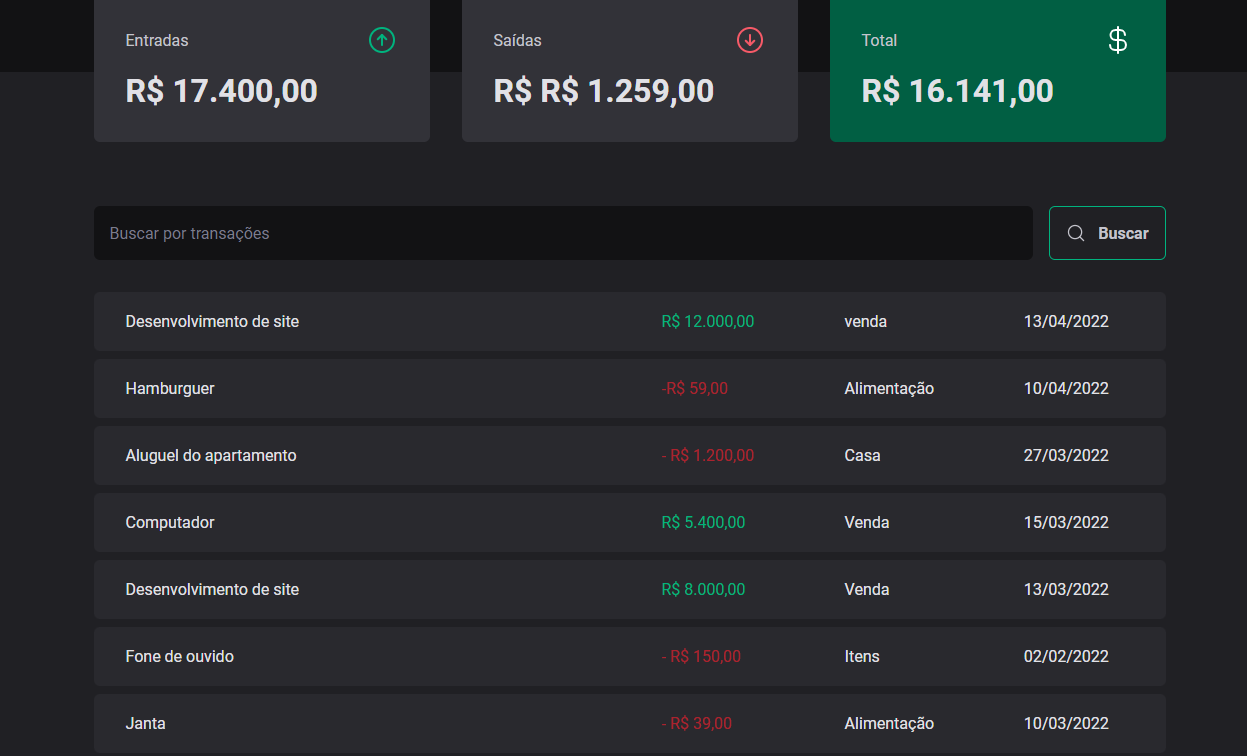 Entradas
R$ 17.400,00
Saídas
R$ R$ 1.259,00
Total
R$ 16.141,00
Buscar por transações
Buscar
Desenvolvimento de site R$ 12.000,00 venda 13/04/2022
Hamburguer -R$ 59,00 Alimentação 10/04/2022
Aluguel do apartamento - R$ 1.200,00 Casa 27/03/2022
Computador R$ 5.400,00 Venda 15/03/2022
Desenvolvimento de site R$ 8.000,00 Venda 13/03/2022
Fone de ouvido - R$ 150,00 Itens 02/02/2022
Janta - R$ 39,00 Alimentação 10/03/2022